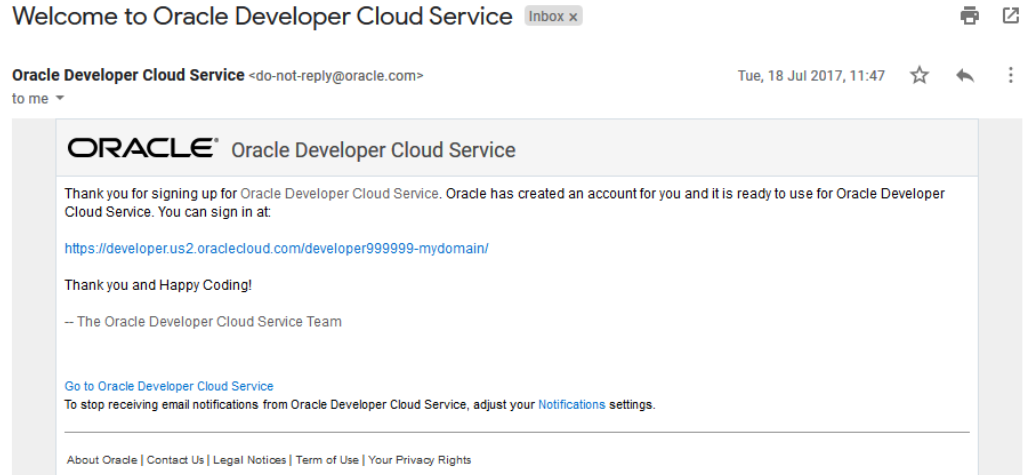 Welcome to Oracle Developer Cloud Service Inbox x
Oracle Developer Cloud Service <do-not-reply@oracle.com> Tue, 18 Jul 2017, 11:47
to me
ORACLE® Oracle Developer Cloud Service
Thank you for signing up for Oracle Developer Cloud Service. Oracle has created an account for you and it is ready to use for Oracle Developer
Cloud Service. You can sign in at:
https://developer.us2.oraclecloud.com/developer999999-mydomain/
Thank you and Happy Coding!
-- The Oracle Developer Cloud Service Team
Go to Oracle Developer Cloud Service
To stop receiving email notifications from Oracle Developer Cloud Service, adjust your Notifications settings.
About Oracle | Contact Us | Legal Notices | Term of Use | Your Privacy Rights